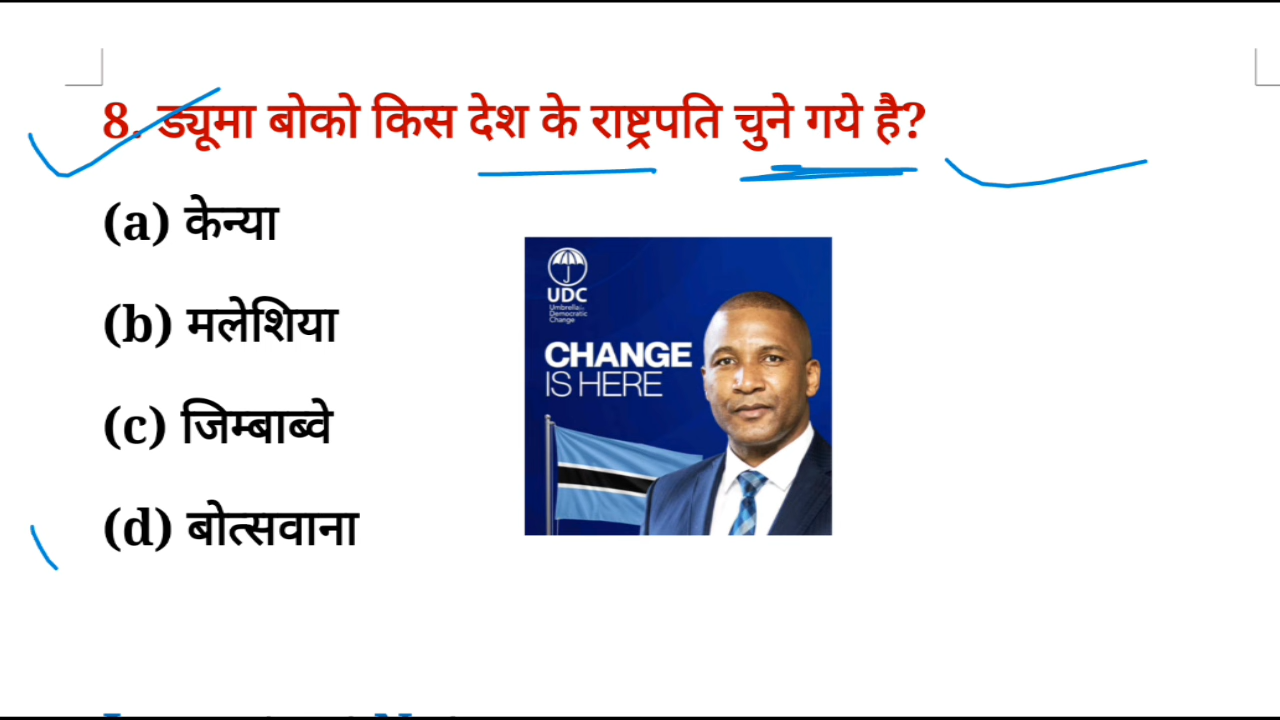 8. ड्यूमा बोको किस देश के राष्ट्रपति चुने गये है?
(a) केन्या
(b) मलेशिया
(c) जिम्बाब्वे
(d) बोत्सवाना
UDC
Umbrella for
Democratic
Change
CHANGE
IS HERE